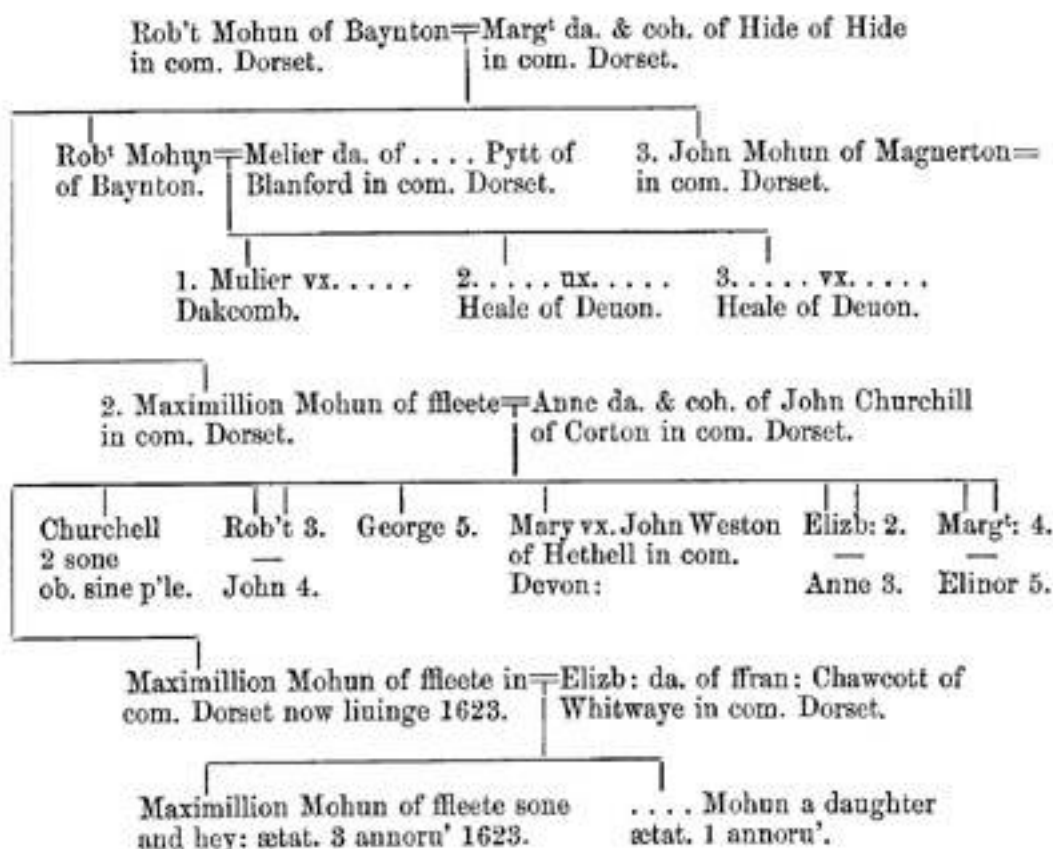 Rob't Mohun of Baynton=Margᵗ da. & coh. of Hide of Hide
in com. Dorset. in com. Dorset.
Robᵗ Mohun=Melier da. of .... Pytt of
of Baynton. Blanford in com. Dorset.
3. John Mohun of Magnerton=
in com. Dorset.
1. Mulier vx.....
Dakcomb.
2..... ux.....
Heale of Deuon.
3..... vx.....
Heale of Deuon.
2. Maximillion Mohun of ffleete=Anne da. & coh. of John Churchill
in com. Dorset. of Corton in com. Dorset.
Churchell
2 sone
ob. sine p'le.
Rob't 3.
—
John 4.
George 5.
Mary vx. John Weston
of Hethell in com.
Devon:
Elizb: 2.
—
Anne 3.
Margᵗ: 4.
—
Elinor 5.
Maximillion Mohun of ffleete in=Elizb: da. of ffran: Chawcott of
com. Dorset now liuinge 1623. Whitwaye in com. Dorset.
Maximillion Mohun of ffleete sone
and hey: ætat. 3 annoru' 1623.
.... Mohun a daughter
ætat. 1 annoru'.